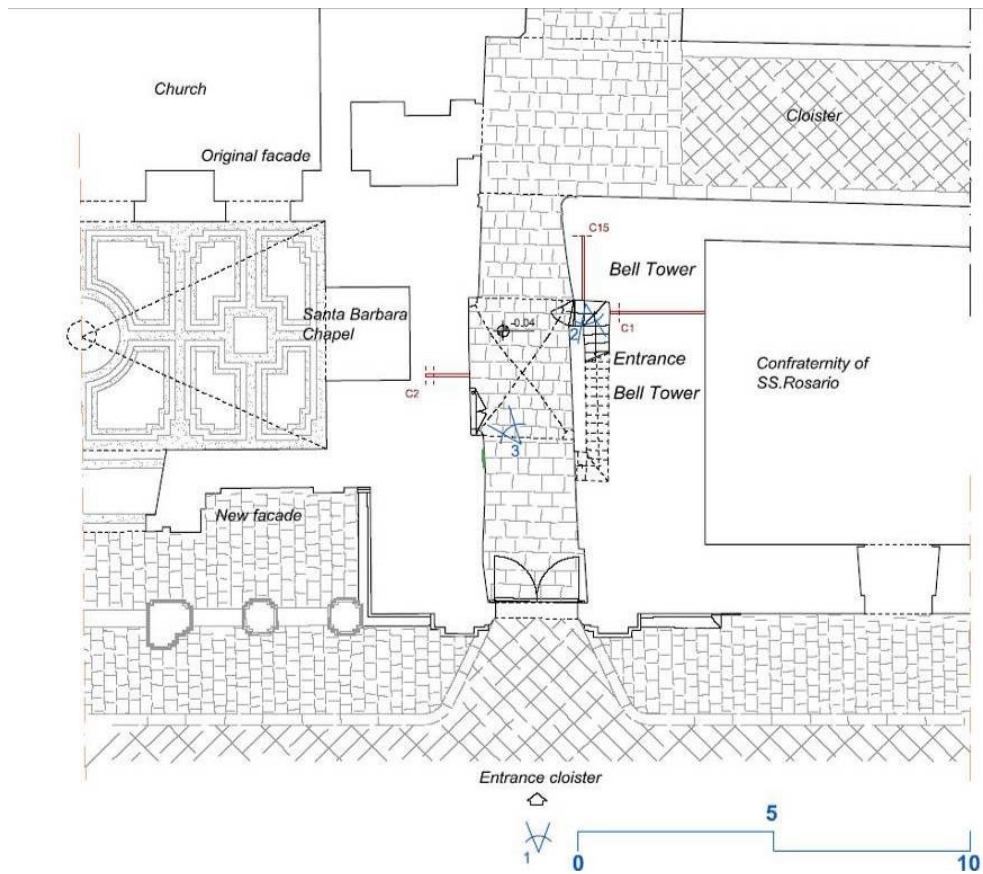 Church
Cloister
Original facade
C15
Bell Tower
Santa Barbara
Chapel
-0.04
2
C1
Entrance
Confraternity of
SS.Rosario
C2
Bell Tower
3
New facade
Entrance cloister
1
5
0
10